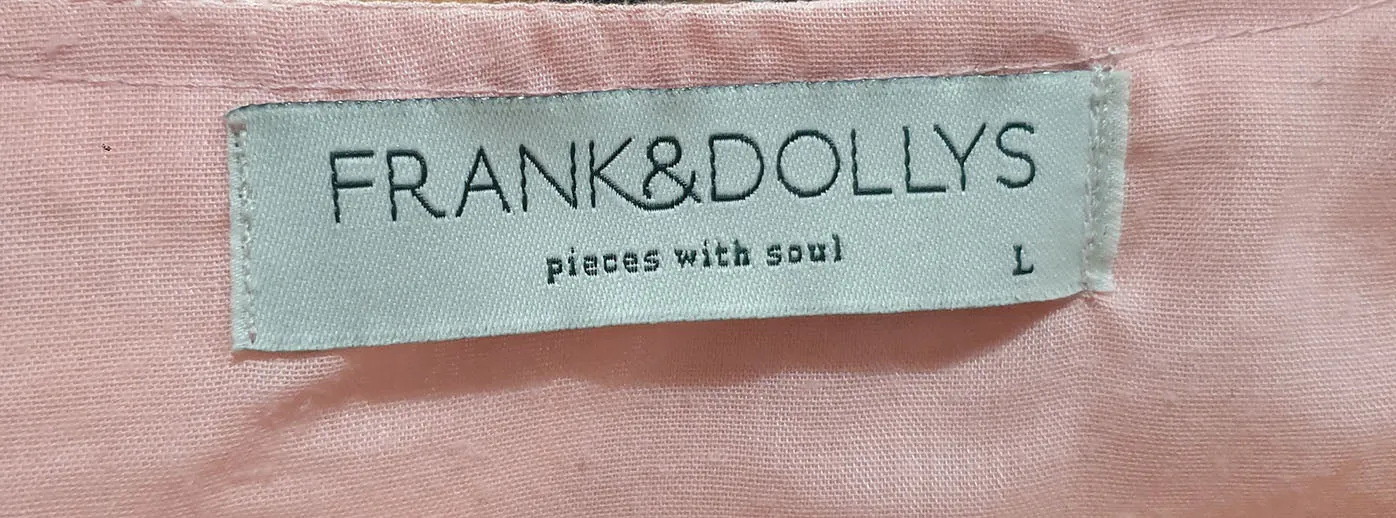 FRANK&DOLLYS
pieces with soul
L